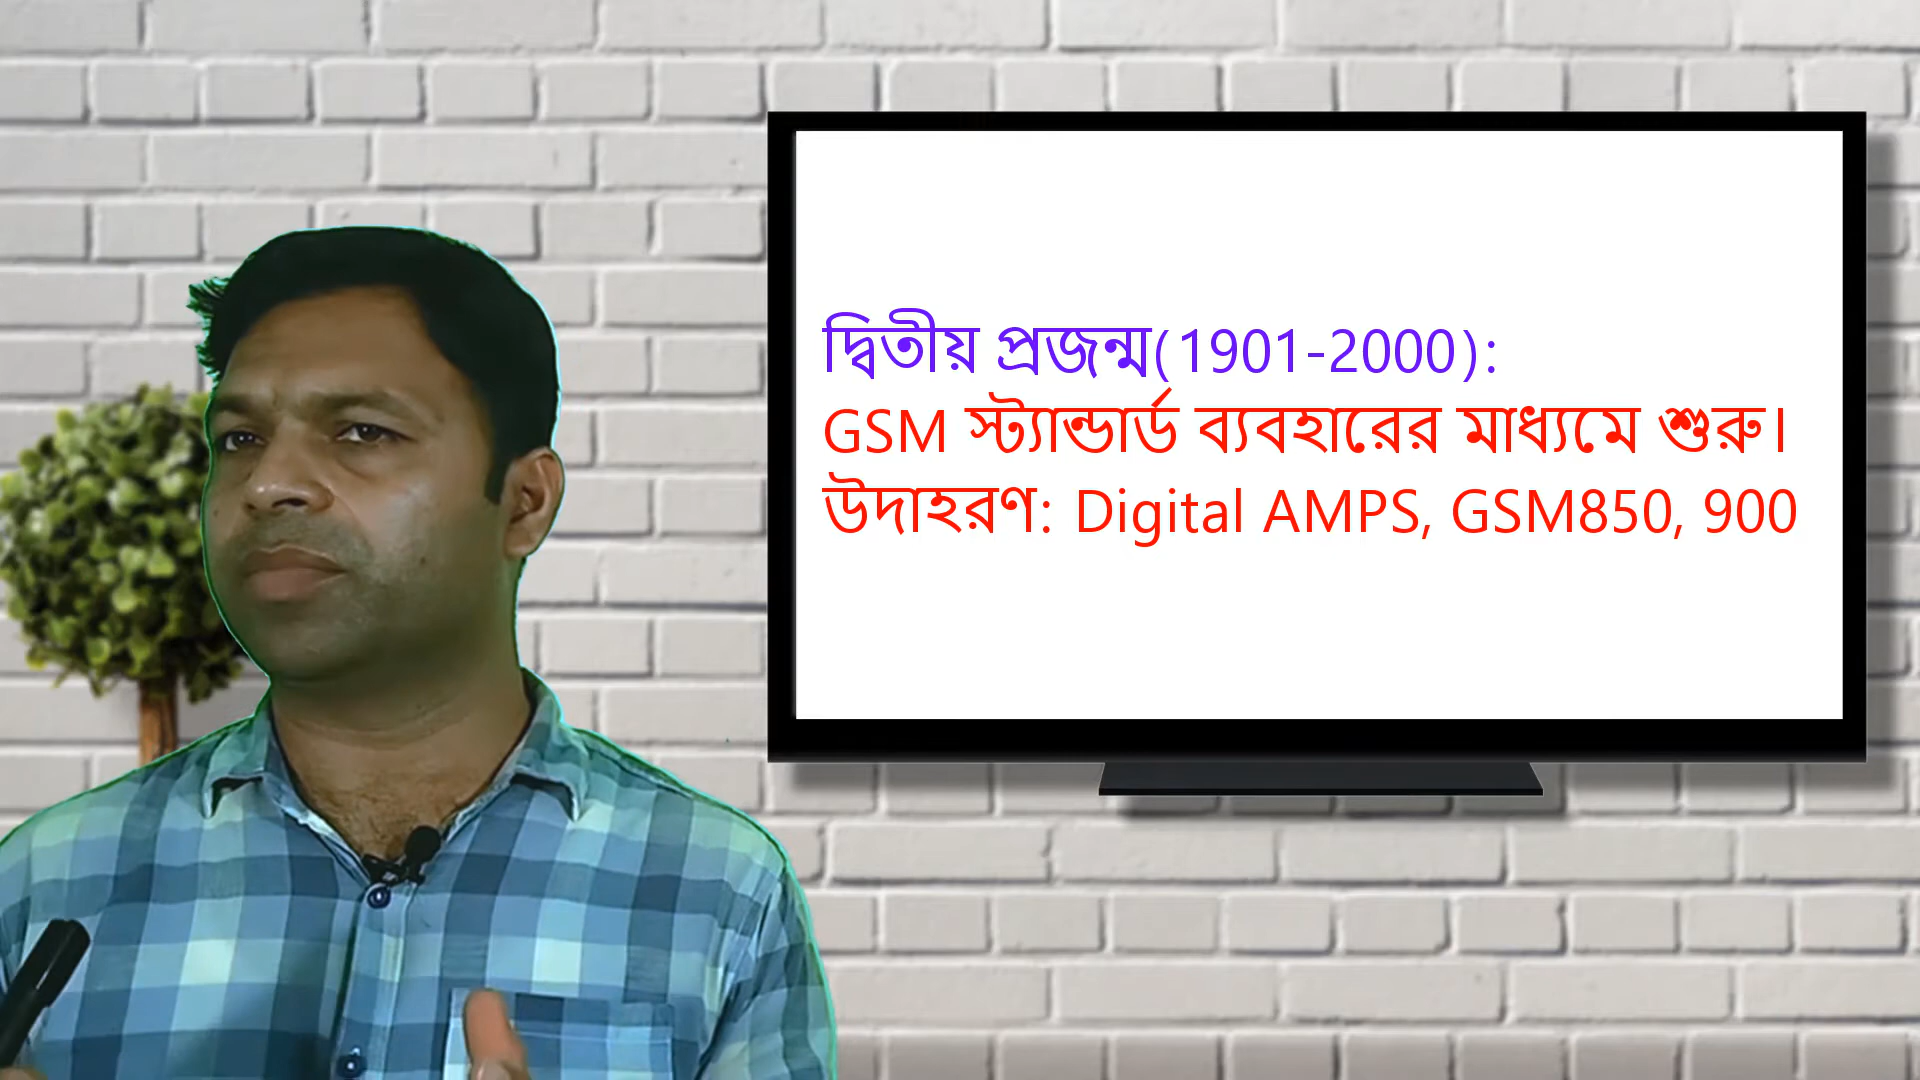 দ্বিতীয় প্রজন্ম(1901-2000):
GSM স্ট্যান্ডার্ড ব্যবহারের মাধ্যমে শুরু।
উদাহরণ: Digital AMPS, GSM850, 900